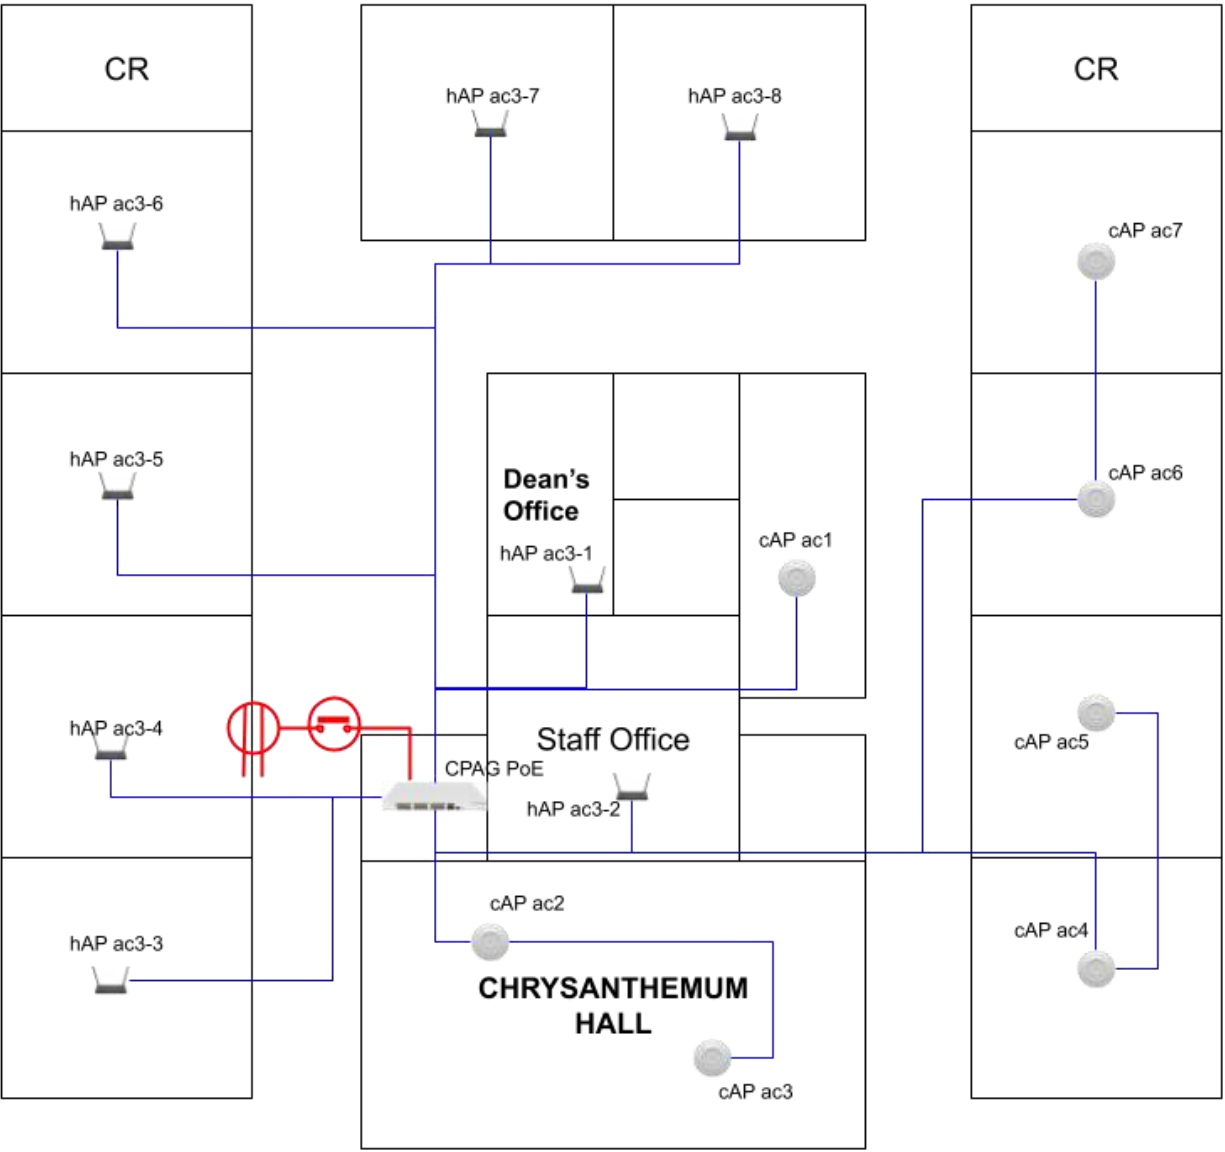 CR
hAP ac3-7
hAP ac3-8
CR
hAP ac3-6
cAP ac7
hAP ac3-5
Dean's
Office
hAP ac3-1
cAP ac1
cAP ac6
hAP ac3-4
Staff Office
CPAG PoE
hAP ac3-2
cAP ac5
hAP ac3-3
cAP ac2
CHRYSANTHEMUM
HALL
cAP ac3
cAP ac4